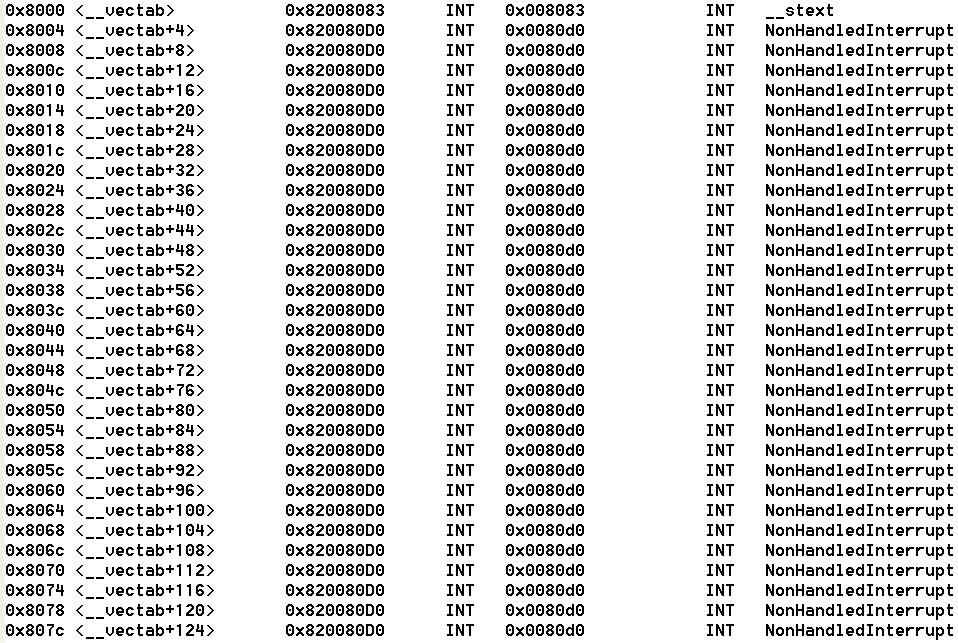 0x8000 <__vectab> 0x82008083 INT 0x008083 INT __stext
0x8004 <__vectab+4> 0x820080D0 INT 0x0080d0 INT NonHandledInterrupt
0x8008 <__vectab+8> 0x820080D0 INT 0x0080d0 INT NonHandledInterrupt
0x800c <__vectab+12> 0x820080D0 INT 0x0080d0 INT NonHandledInterrupt
0x8010 <__vectab+16> 0x820080D0 INT 0x0080d0 INT NonHandledInterrupt
0x8014 <__vectab+20> 0x820080D0 INT 0x0080d0 INT NonHandledInterrupt
0x8018 <__vectab+24> 0x820080D0 INT 0x0080d0 INT NonHandledInterrupt
0x801c <__vectab+28> 0x820080D0 INT 0x0080d0 INT NonHandledInterrupt
0x8020 <__vectab+32> 0x820080D0 INT 0x0080d0 INT NonHandledInterrupt
0x8024 <__vectab+36> 0x820080D0 INT 0x0080d0 INT NonHandledInterrupt
0x8028 <__vectab+40> 0x820080D0 INT 0x0080d0 INT NonHandledInterrupt
0x802c <__vectab+44> 0x820080D0 INT 0x0080d0 INT NonHandledInterrupt
0x8030 <__vectab+48> 0x820080D0 INT 0x0080d0 INT NonHandledInterrupt
0x8034 <__vectab+52> 0x820080D0 INT 0x0080d0 INT NonHandledInterrupt
0x8038 <__vectab+56> 0x820080D0 INT 0x0080d0 INT NonHandledInterrupt
0x803c <__vectab+60> 0x820080D0 INT 0x0080d0 INT NonHandledInterrupt
0x8040 <__vectab+64> 0x820080D0 INT 0x0080d0 INT NonHandledInterrupt
0x8044 <__vectab+68> 0x820080D0 INT 0x0080d0 INT NonHandledInterrupt
0x8048 <__vectab+72> 0x820080D0 INT 0x0080d0 INT NonHandledInterrupt
0x804c <__vectab+76> 0x820080D0 INT 0x0080d0 INT NonHandledInterrupt
0x8050 <__vectab+80> 0x820080D0 INT 0x0080d0 INT NonHandledInterrupt
0x8054 <__vectab+84> 0x820080D0 INT 0x0080d0 INT NonHandledInterrupt
0x8058 <__vectab+88> 0x820080D0 INT 0x0080d0 INT NonHandledInterrupt
0x805c <__vectab+92> 0x820080D0 INT 0x0080d0 INT NonHandledInterrupt
0x8060 <__vectab+96> 0x820080D0 INT 0x0080d0 INT NonHandledInterrupt
0x8064 <__vectab+100> 0x820080D0 INT 0x0080d0 INT NonHandledInterrupt
0x8068 <__vectab+104> 0x820080D0 INT 0x0080d0 INT NonHandledInterrupt
0x806c <__vectab+108> 0x820080D0 INT 0x0080d0 INT NonHandledInterrupt
0x8070 <__vectab+112> 0x820080D0 INT 0x0080d0 INT NonHandledInterrupt
0x8074 <__vectab+116> 0x820080D0 INT 0x0080d0 INT NonHandledInterrupt
0x8078 <__vectab+120> 0x820080D0 INT 0x0080d0 INT NonHandledInterrupt
0x807c <__vectab+124> 0x820080D0 INT 0x0080d0 INT NonHandledInterrupt